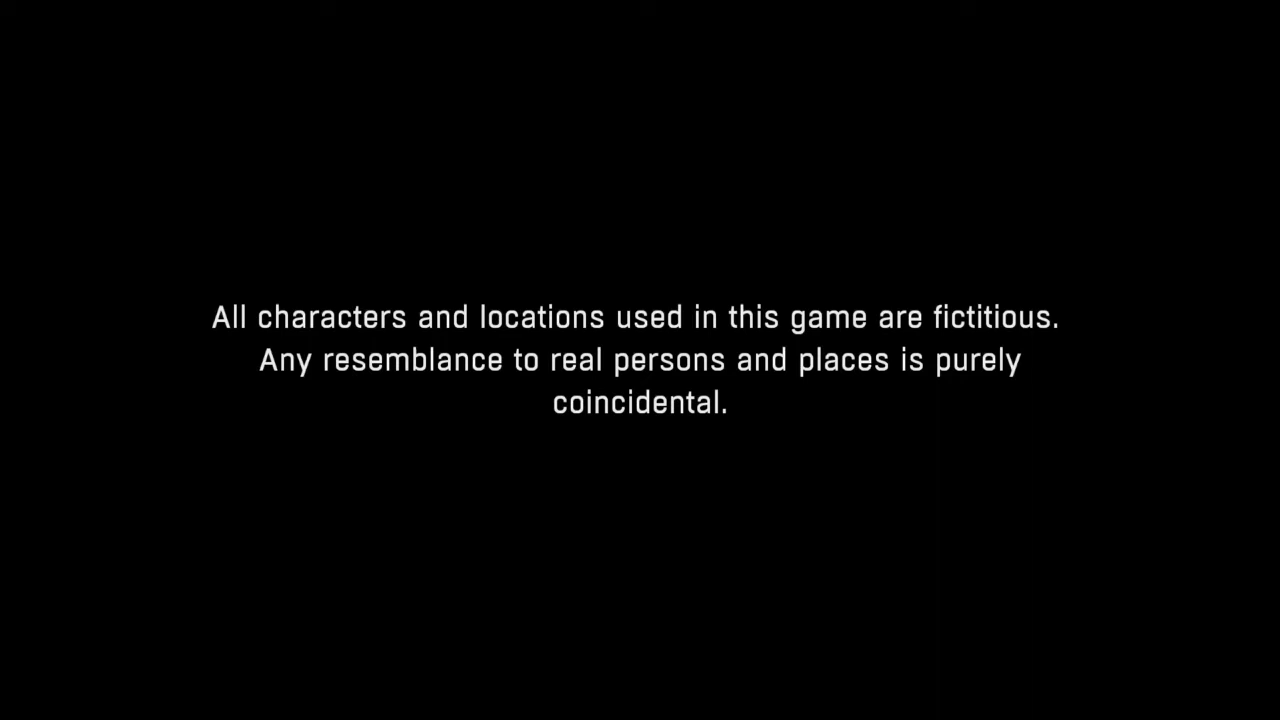 All characters and locations used in this game are fictitious.
Any resemblance to real persons and places is purely
coincidental.